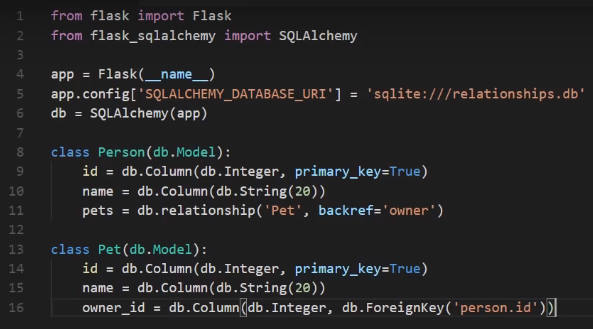 1 from flask import Flask
2 from flask_sqlalchemy import SQLAlchemy
3
4 app = Flask(__name__)
5 app.config['SQLALCHEMY_DATABASE_URI'] = 'sqlite:///relationships.db'
6 db = SQLAlchemy(app)
7
8 class Person(db.Model):
9     id = db.Column(db.Integer, primary_key=True)
10     name = db.Column(db.String(20))
11     pets = db.relationship('Pet', backref='owner')
12
13 class Pet(db.Model):
14     id = db.Column(db.Integer, primary_key=True)
15     name = db.Column(db.String(20))
16     owner_id = db.Column(db.Integer, db.ForeignKey('person.id'))